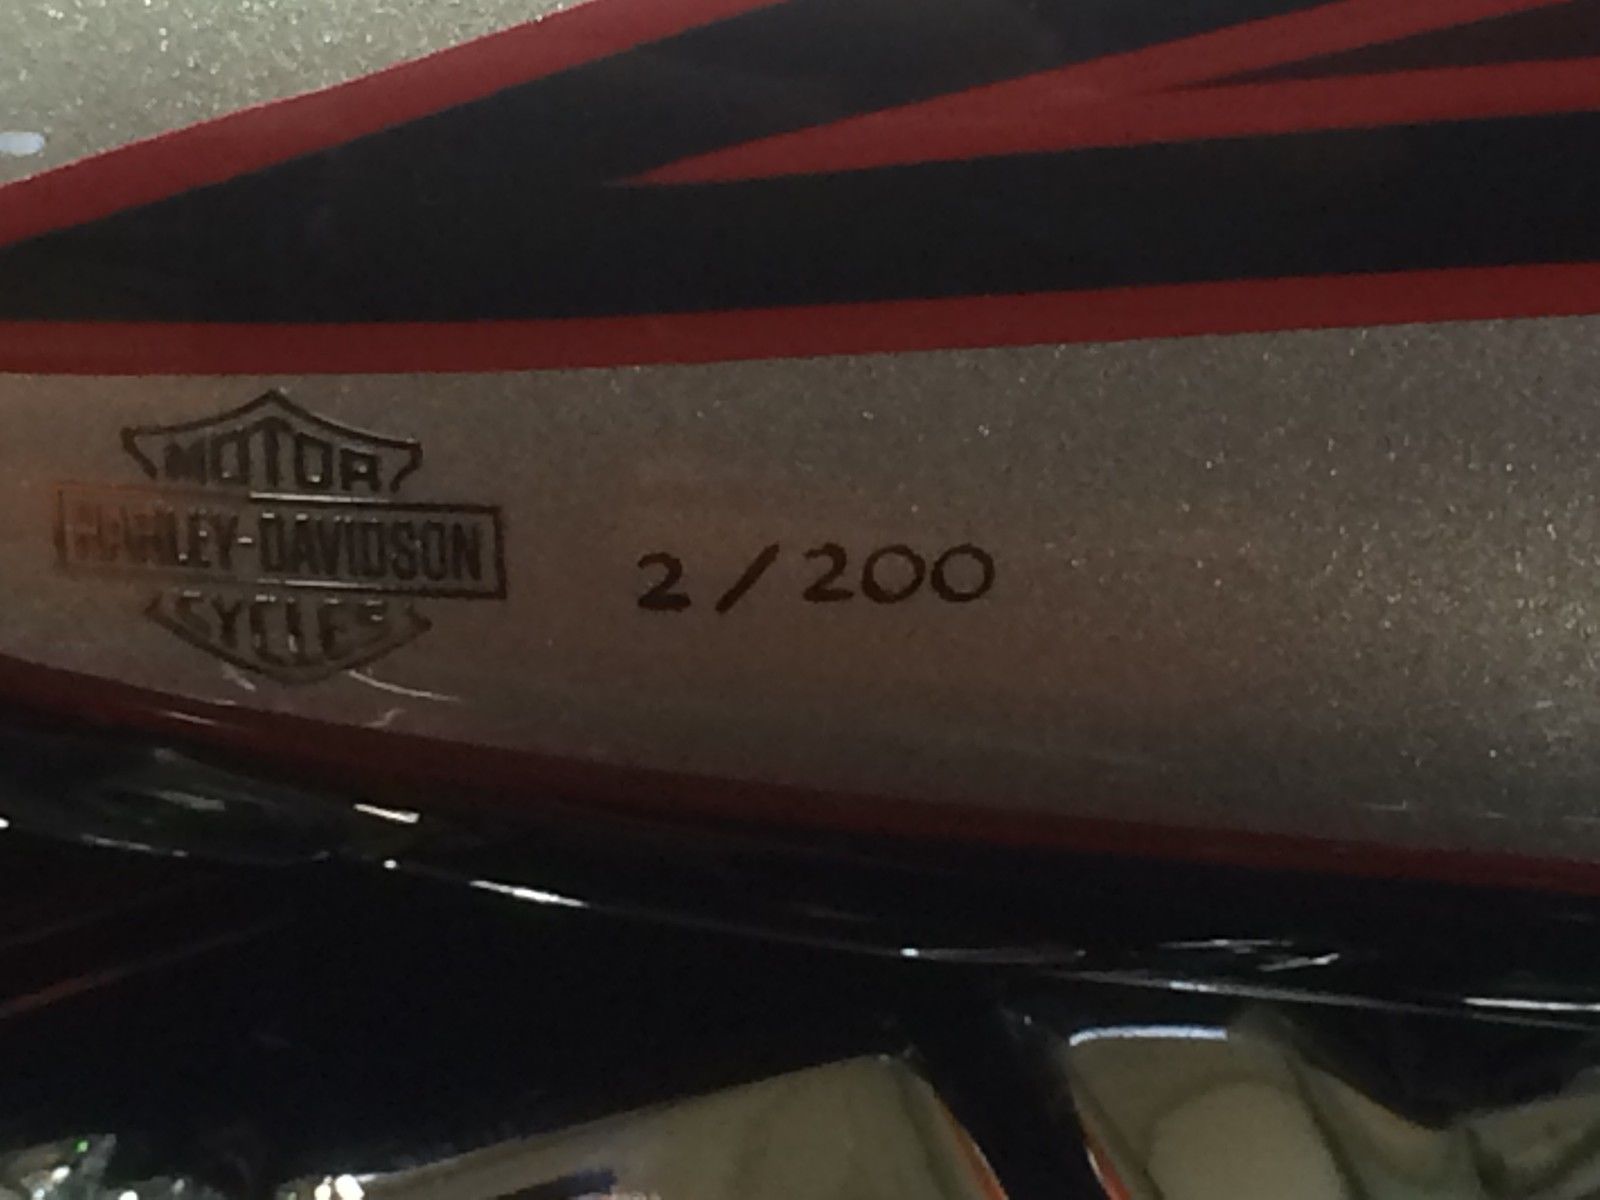 MOTOR
HARLEY-DAVIDSON
CYCLES
2/200